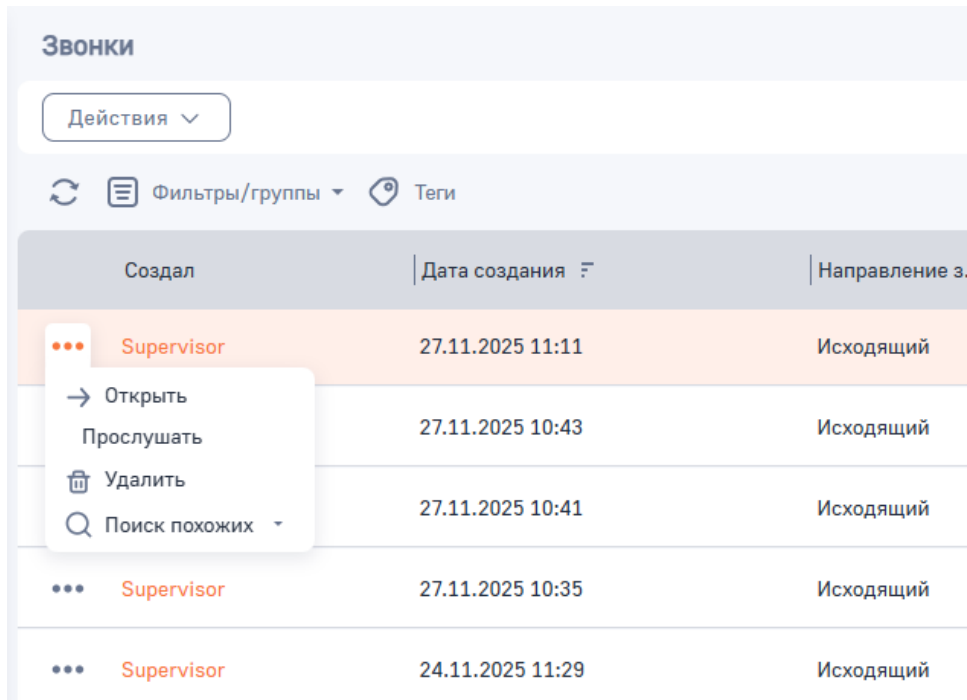 Звонки
Действия
Фильтры/группы Теги
Создал Дата создания Направление з.
Supervisor 27.11.2025 11:11 Исходящий
Открыть
Прослушать
27.11.2025 10:43 Исходящий
Удалить
27.11.2025 10:41 Исходящий
Поиск похожих
Supervisor 27.11.2025 10:35 Исходящий
Supervisor 24.11.2025 11:29 Исходящий